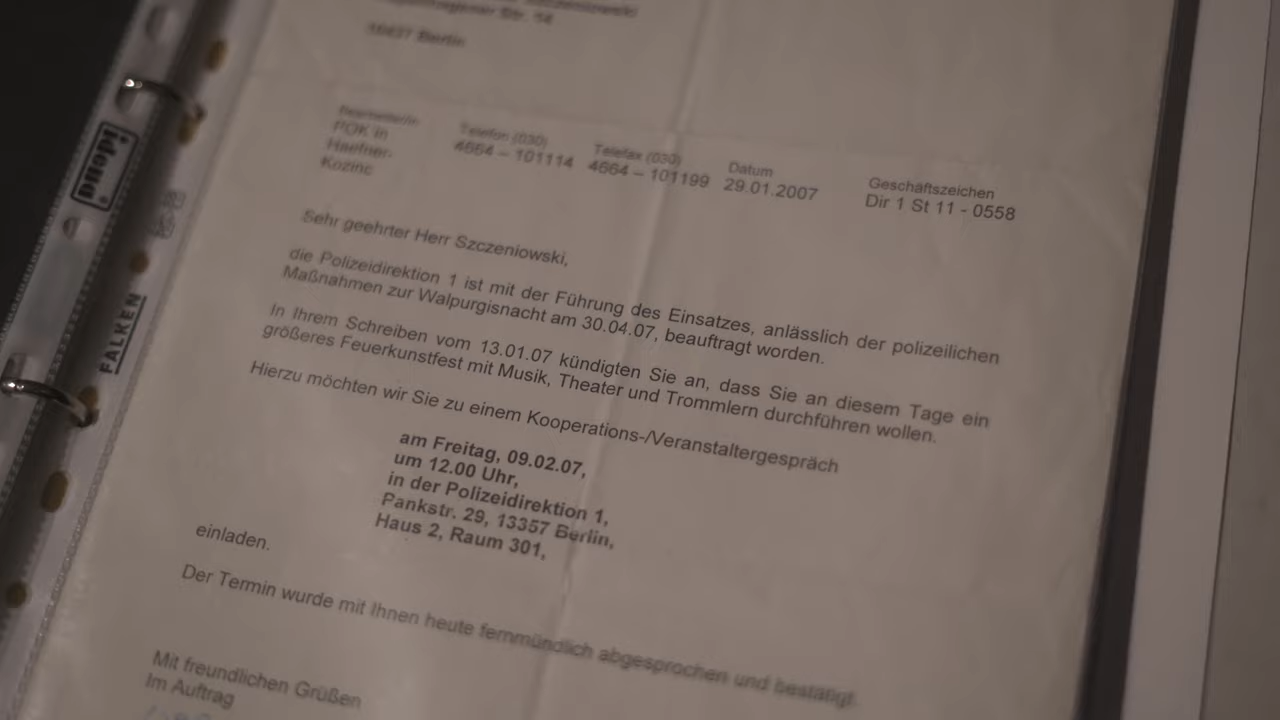 Szczeniowski
Str. 14
10437 Berlin
Bearbeiter/in
POK in
Haefner-
Kozinc
Telefon (030)
4664 – 101114
Telefax (030)
4664 – 101199
Datum
29.01.2007
Geschäftszeichen
Dir 1 St 11 - 0558
Sehr geehrter Herr Szczeniowski,
die Polizeidirektion 1 ist mit der Führung des Einsatzes, anlässlich der polizeilichen
Maßnahmen zur Walpurgisnacht am 30.04.07, beauftragt worden.
In Ihrem Schreiben vom 13.01.07 kündigten Sie an, dass Sie an diesem Tage ein
größeres Feuerkunstfest mit Musik, Theater und Trommlern durchführen wollen.
Hierzu möchten wir Sie zu einem Kooperations-/Veranstaltergespräch
am Freitag, 09.02.07,
um 12.00 Uhr,
in der Polizeidirektion 1,
Pankstr. 29, 13357 Berlin,
Haus 2, Raum 301,
einladen.
Der Termin wurde mit Ihnen heute fernmündlich abgesprochen und bestätigt.
Mit freundlichen Grüßen
Im Auftrag
idena
FALKEN